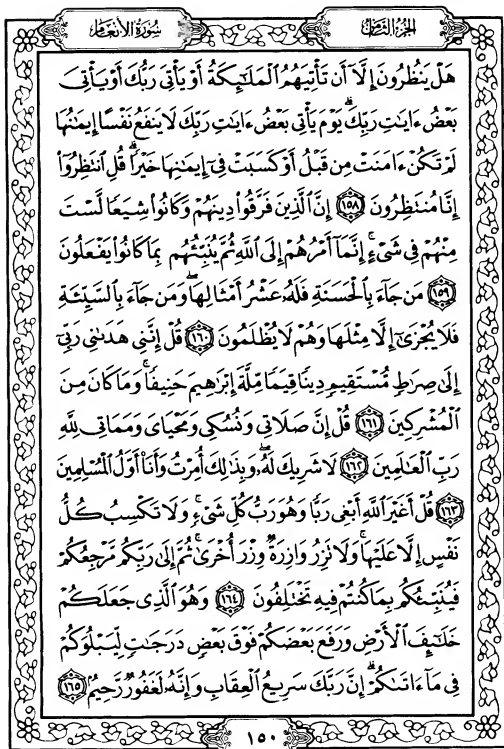 الجزء الثامن
سورة الأنعام
هَلْ يَنظُرُونَ إِلَّا أَن تَأْتِيَهُمُ ٱلْمَلَٰٓئِكَةُ أَوْ يَأْتِىَ رَبُّكَ أَوْ يَأْتِىَ
بَعْضُ ءَايَٰتِ رَبِّكَ ۗ يَوْمَ يَأْتِى بَعْضُ ءَايَٰتِ رَبِّكَ لَا يَنفَعُ نَفْسًا إِيمَٰنُهَا
لَمْ تَكُنْ ءَامَنَتْ مِن قَبْلُ أَوْ كَسَبَتْ فِىٓ إِيمَٰنِهَا خَيْرًا ۗ قُلِ ٱنتَظِرُوٓا۟
إِنَّا مُنتَظِرُونَ ١٥٨ إِنَّ ٱلَّذِينَ فَرَّقُوا۟ دِينَهُمْ وَكَانُوا۟ شِيَعًا لَّسْتَ
مِنْهُمْ فِى شَىْءٍ ۚ إِنَّمَآ أَمْرُهُمْ إِلَى ٱللَّهِ ثُمَّ يُنَبِّئُهُم بِمَا كَانُوا۟ يَفْعَلُونَ
١٥٩ مَن جَآءَ بِٱلْحَسَنَةِ فَلَهُۥ عَشْرُ أَمْثَالِهَا ۖ وَمَن جَآءَ بِٱلسَّيِّئَةِ
فَلَا يُجْزَىٰٓ إِلَّا مِثْلَهَا وَهُمْ لَا يُظْلَمُونَ ١٦٠ قُلْ إِنَّنِى هَدَىٰنِى رَبِّىٓ
إِلَىٰ صِرَٰطٍ مُّسْتَقِيمٍ دِينًا قِيَمًا مِّلَّةَ إِبْرَٰهِيمَ حَنِيفًا ۚ وَمَا كَانَ مِنَ
ٱلْمُشْرِكِينَ ١٦١ قُلْ إِنَّ صَلَاتِى وَنُسُكِى وَمَحْيَاىَ وَمَمَاتِى لِلَّهِ
رَبِّ ٱلْعَٰلَمِينَ ١٦٢ لَا شَرِيكَ لَهُۥ ۖ وَبِذَٰلِكَ أُمِرْتُ وَأَنَا۠ أَوَّلُ ٱلْمُسْلِمِينَ
١٦٣ قُلْ أَغَيْرَ ٱللَّهِ أَبْغِى رَبًّا وَهُوَ رَبُّ كُلِّ شَىْءٍ ۚ وَلَا تَكْسِبُ كُلُّ
نَفْسٍ إِلَّا عَلَيْهَا ۚ وَلَا تَزِرُ وَازِرَةٌ وِزْرَ أُخْرَىٰ ۚ ثُمَّ إِلَىٰ رَبِّكُم مَّرْجِعُكُمْ
فَيُنَبِّئُكُم بِمَا كُنتُمْ فِيهِ تَخْتَلِفُونَ ١٦٤ وَهُوَ ٱلَّذِى جَعَلَكُمْ
خَلَٰٓئِفَ ٱلْأَرْضِ وَرَفَعَ بَعْضَكُمْ فَوْقَ بَعْضٍ دَرَجَٰتٍ لِّيَبْلُوَكُمْ
فِى مَآ ءَاتَىٰكُمْ ۗ إِنَّ رَبَّكَ سَرِيعُ ٱلْعِقَابِ وَإِنَّهُۥ لَغَفُورٌ رَّحِيمٌۢ ١٦٥
١٥٠